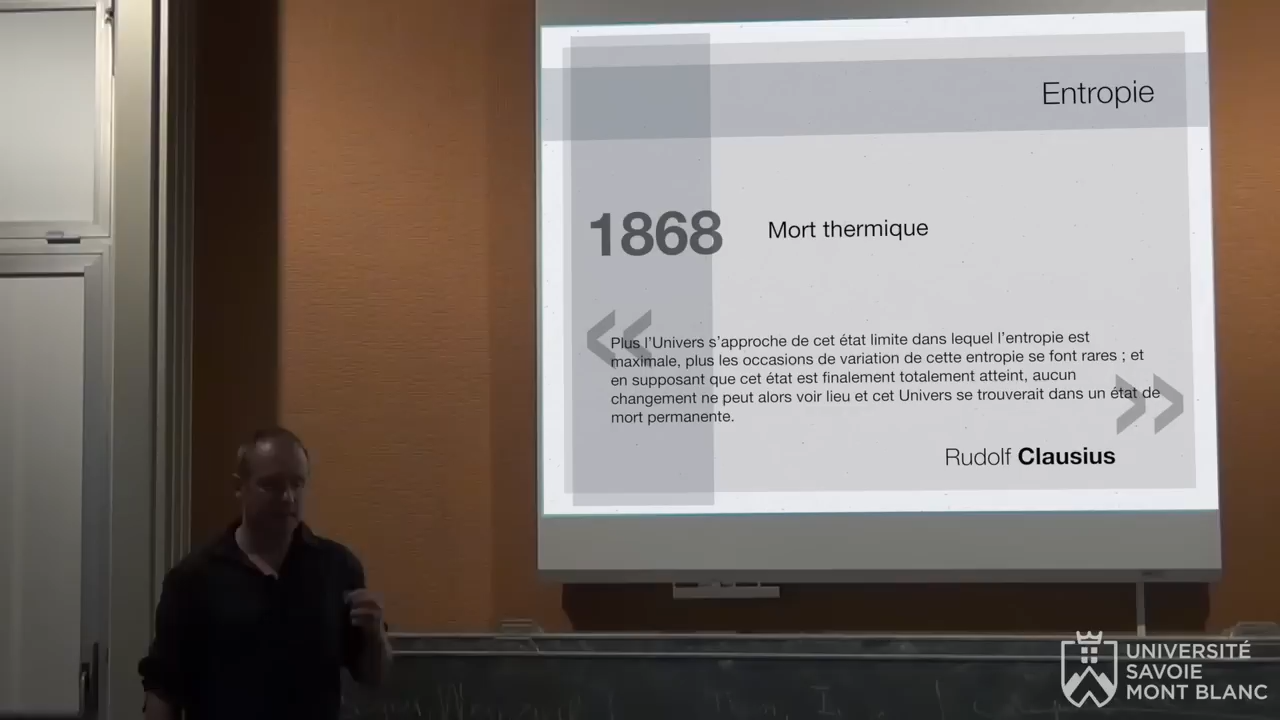 Entropie
1868
Mort thermique
«
Plus l’Univers s’approche de cet état limite dans lequel l’entropie est
maximale, plus les occasions de variation de cette entropie se font rares ; et
en supposant que cet état est finalement totalement atteint, aucun
changement ne peut alors voir lieu et cet Univers se trouverait dans un état de
mort permanente.
»
Rudolf Clausius
UNIVERSITÉ
SAVOIE
MONT BLANC